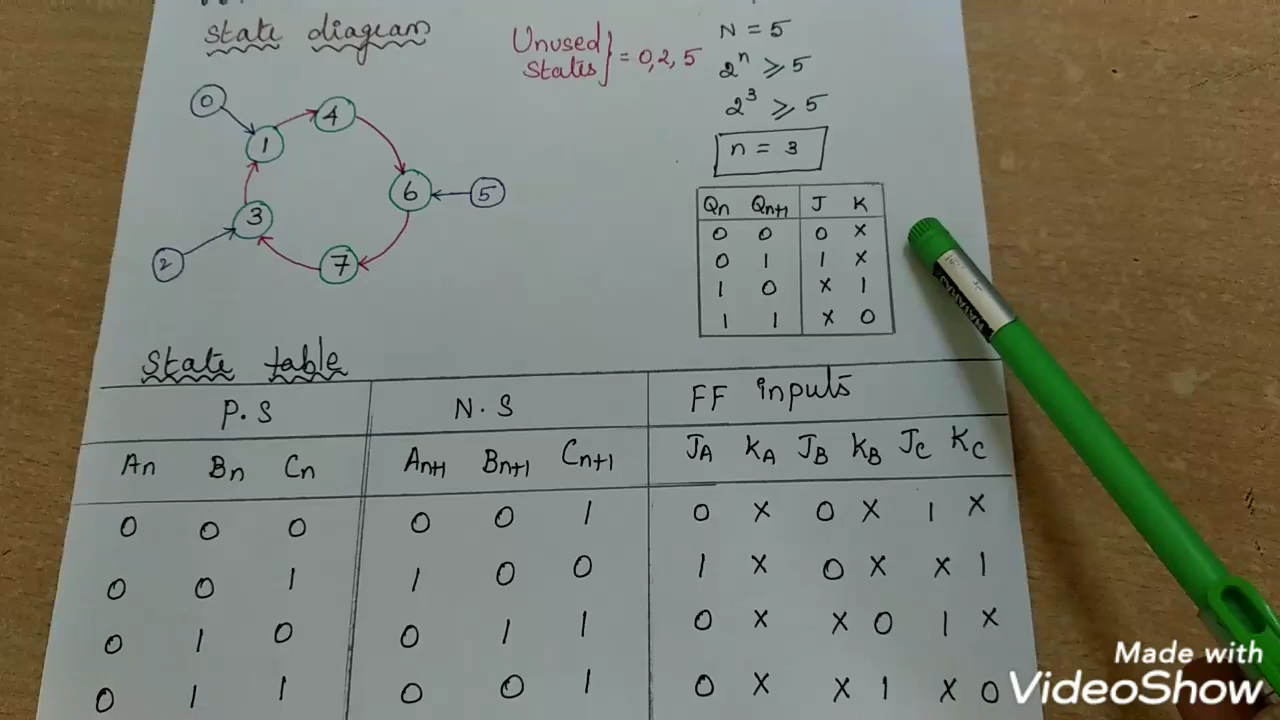 State diagram
Unused States } = 0, 2, 5
N = 5
2^n ≥ 5
2^3 ≥ 5
n = 3
0
1
4
6
5
3
7
2
Qn Qn+1 J K
0 0 0 X
0 1 1 X
1 0 X 1
1 1 X 0
State table
P.S N.S FF inputs
An Bn Cn An+1 Bn+1 Cn+1 JA KA JB KB JC KC
0 0 0 0 0 1 0 X 0 X 1 X
0 0 1 1 0 0 1 X 0 X X 1
0 1 0 0 1 1 0 X X 0 1 X
0 1 1 0 0 1 0 X X 1 X 0
Made with
VideoShow